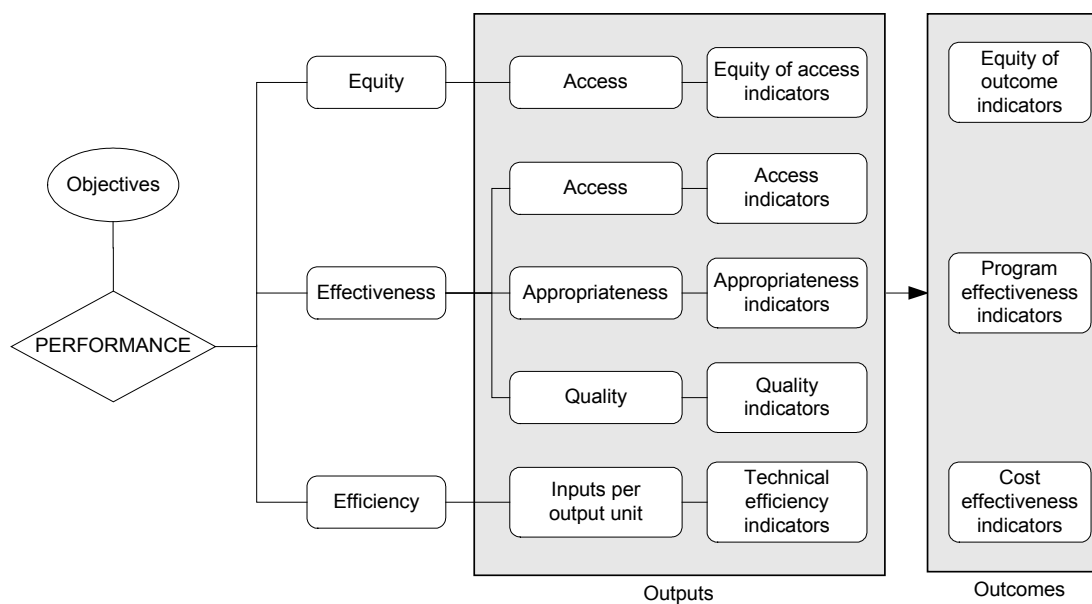 Objectives
PERFORMANCE
Equity
Access
Equity of access
indicators
Equity of
outcome
indicators
Access
Access
indicators
Effectiveness
Appropriateness
Appropriateness
indicators
Program
effectiveness
indicators
Quality
Quality
indicators
Efficiency
Inputs per
output unit
Technical
efficiency
indicators
Cost
effectiveness
indicators
Outputs
Outcomes